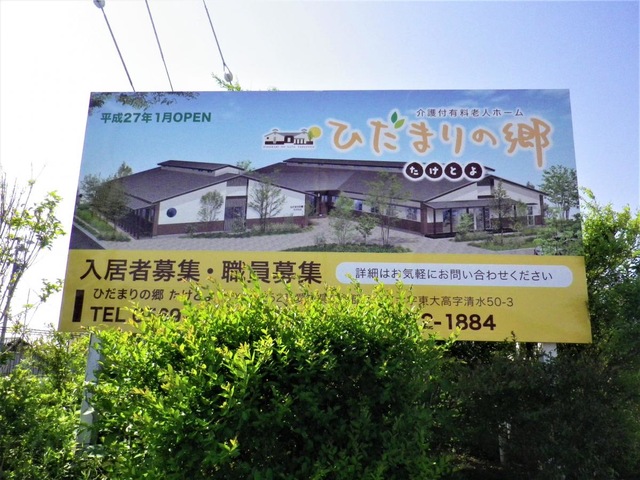 平成27年1月OPEN
介護付有料老人ホーム
ひだまりの郷
たけとよ
入居者募集・職員募集
詳細はお気軽にお問い合わせください
ひだまりの郷 たけとよ 東大高字清水50-3
TEL -1884